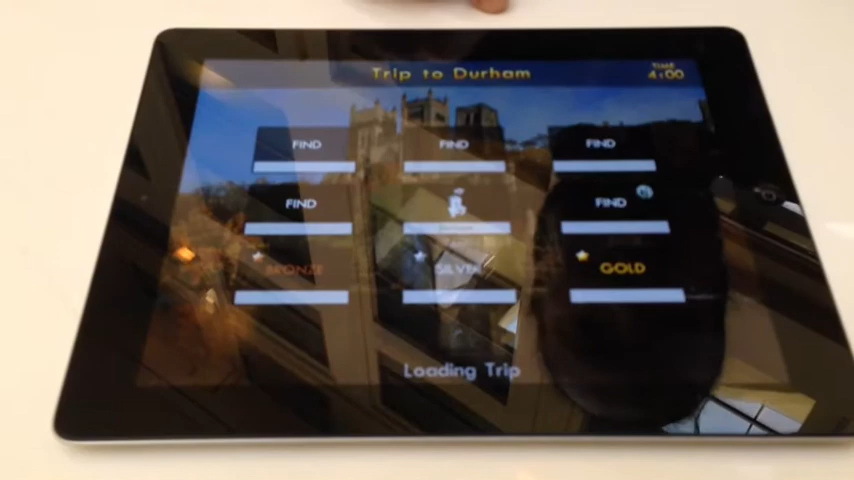 Trip to Durham
TIME
4:00
FIND
FIND
FIND
FIND
FIND
BRONZE
SILVER
GOLD
Loading Trip